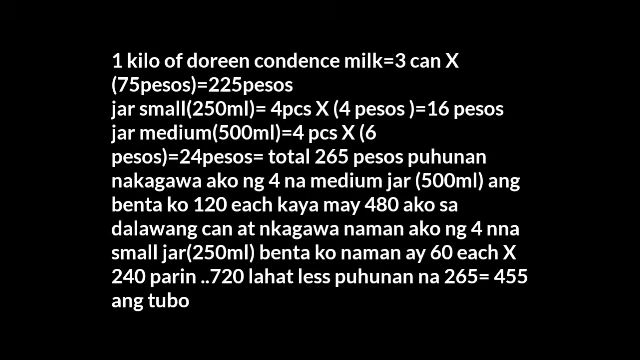 1 kilo of doreen condence milk=3 can X
(75pesos)=225pesos
jar small(250ml)= 4pcs X (4 pesos )=16 pesos
jar medium(500ml)=4 pcs X (6
pesos)=24pesos= total 265 pesos puhunan
nakagawa ako ng 4 na medium jar (500ml) ang
benta ko 120 each kaya may 480 ako sa
dalawang can at nkagawa naman ako ng 4 nna
small jar(250ml) benta ko naman ay 60 each X
240 parin ..720 lahat less puhunan na 265= 455
ang tubo